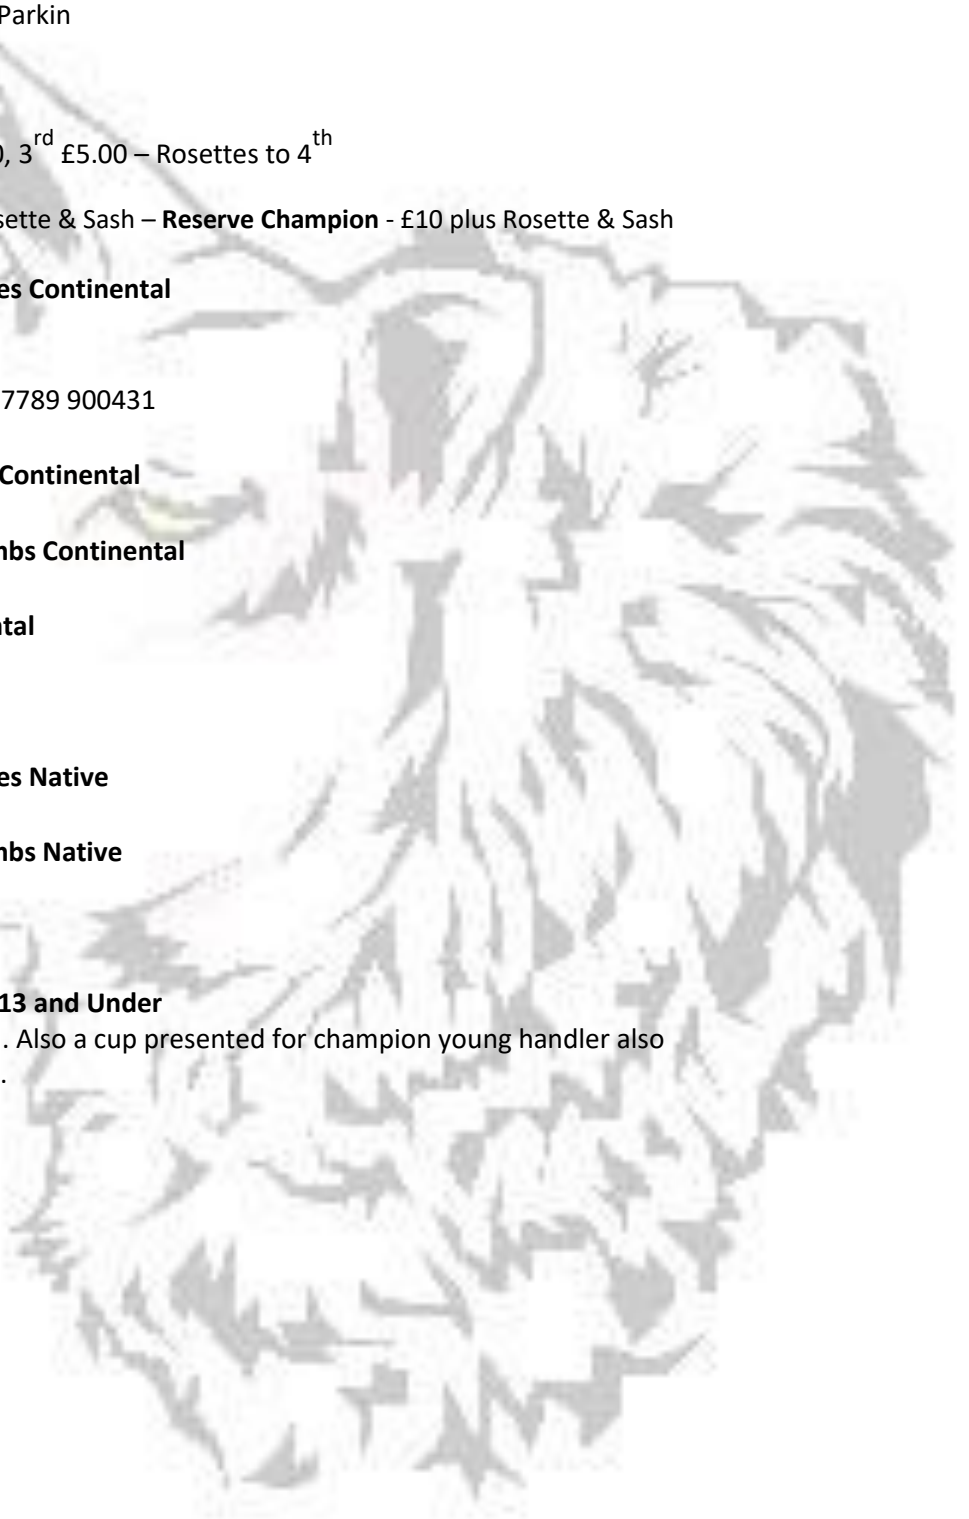 Parkin
, 3rd £5.00 – Rosettes to 4th
sette & Sash – Reserve Champion - £10 plus Rosette & Sash
es Continental
7789 900431
Continental
nbs Continental
ntal
es Native
nbs Native
13 and Under
. Also a cup presented for champion young handler also
.